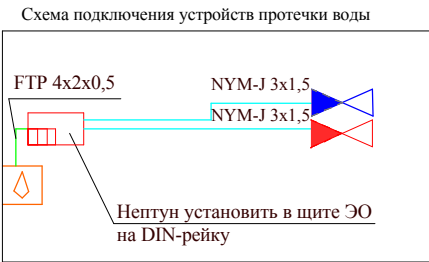 Схема подключения устройств протечки воды
FTP 4x2x0,5
NYM-J 3x1,5
NYM-J 3x1,5
Нептун установить в щите ЭО
на DIN-рейку